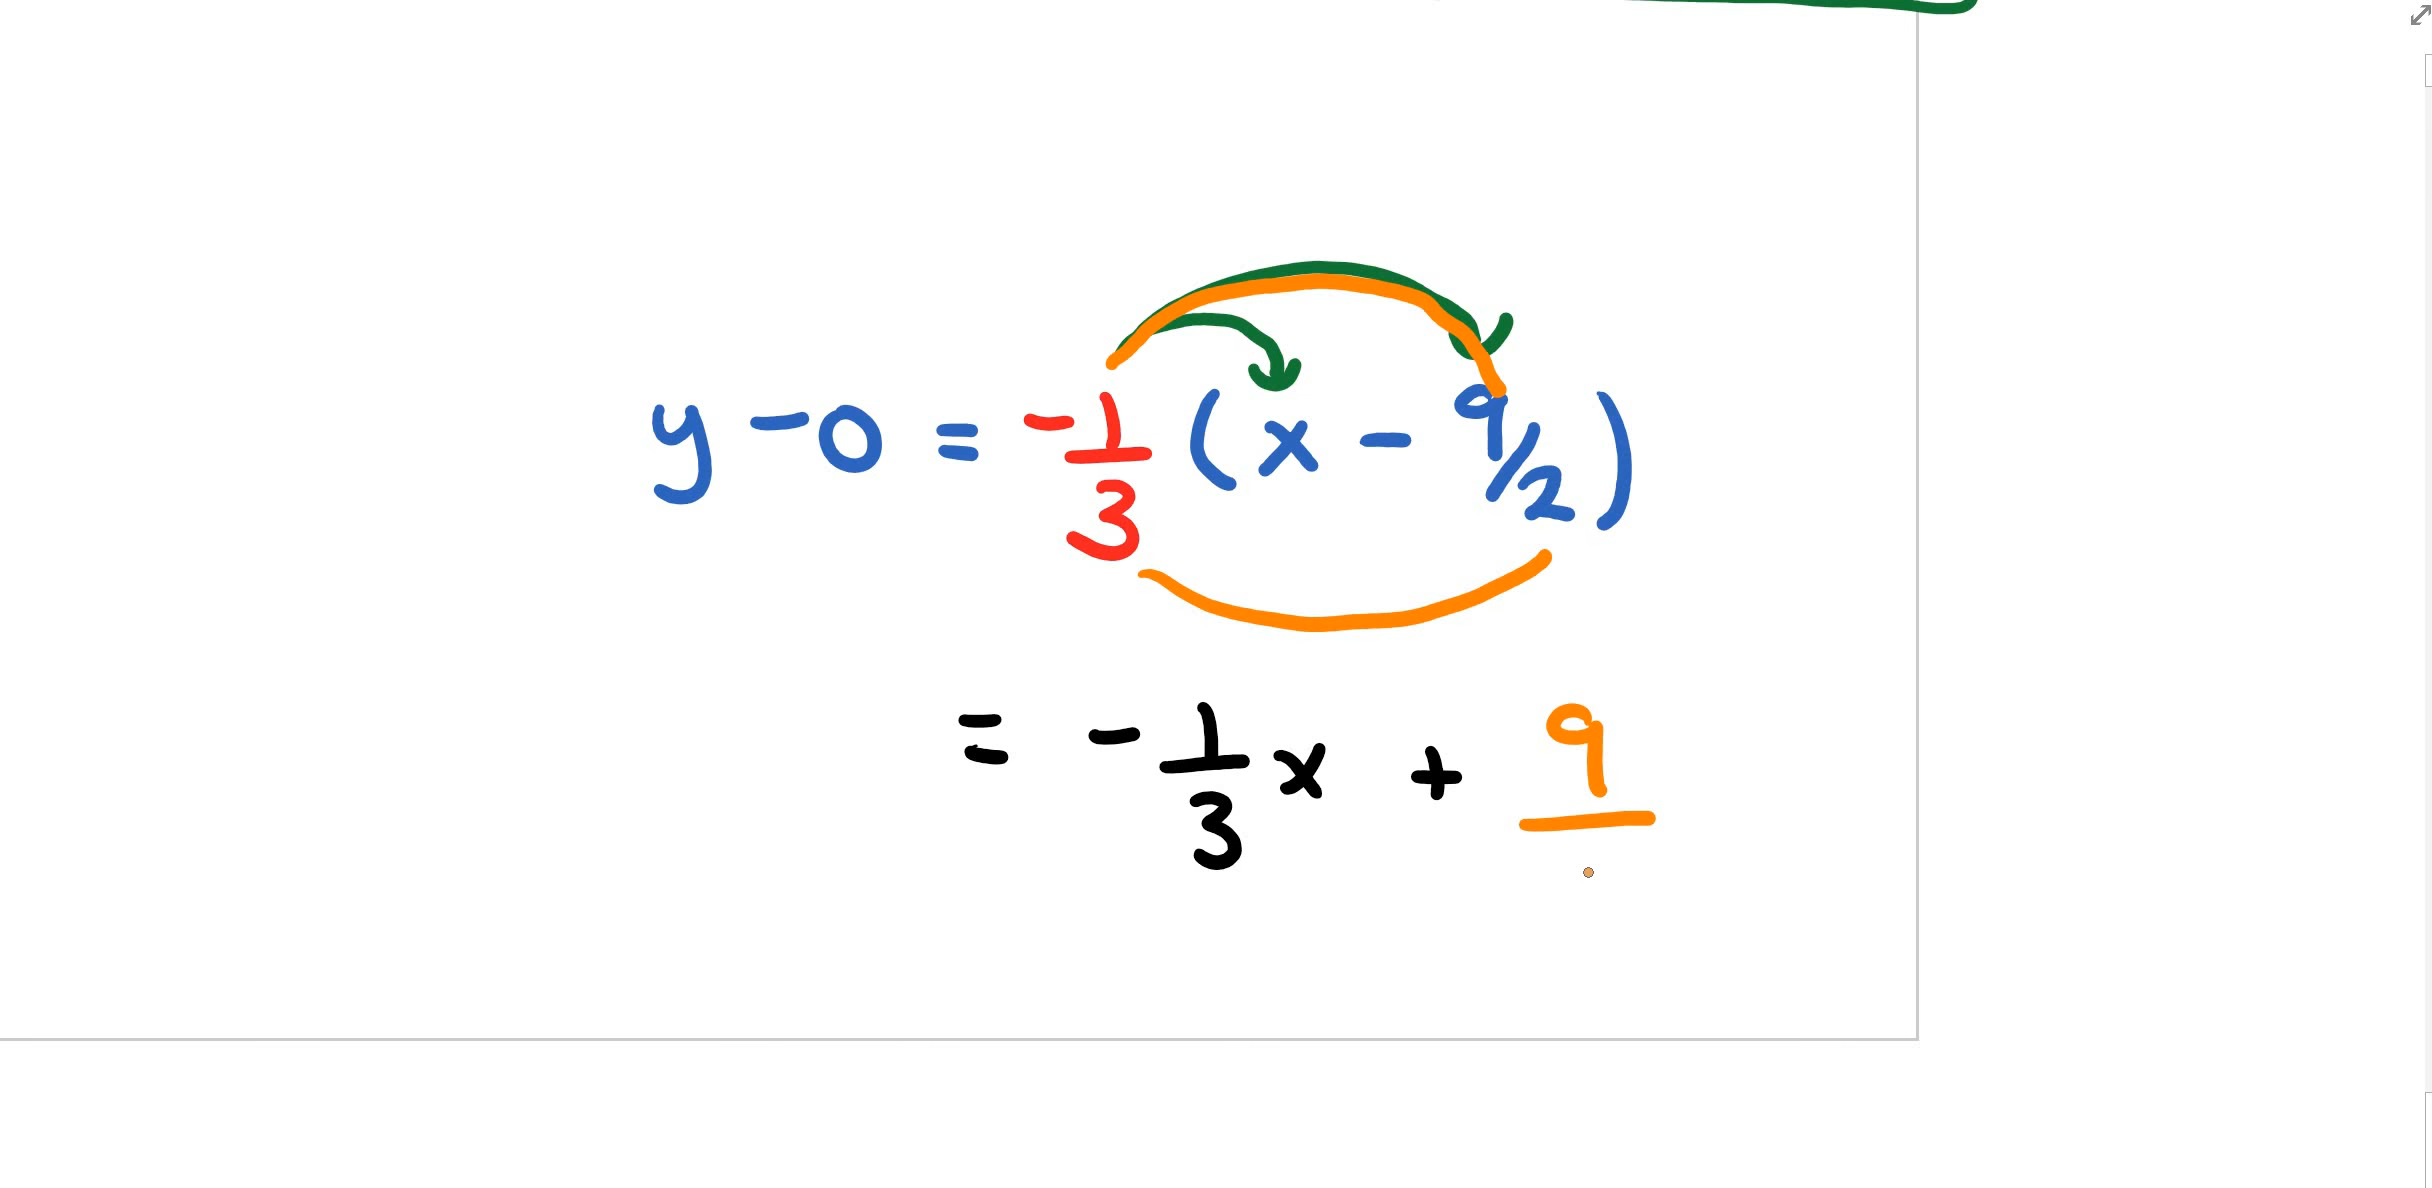 y - 0 = -1/3 (x - 9/2)
= - 1/3 x + 9/